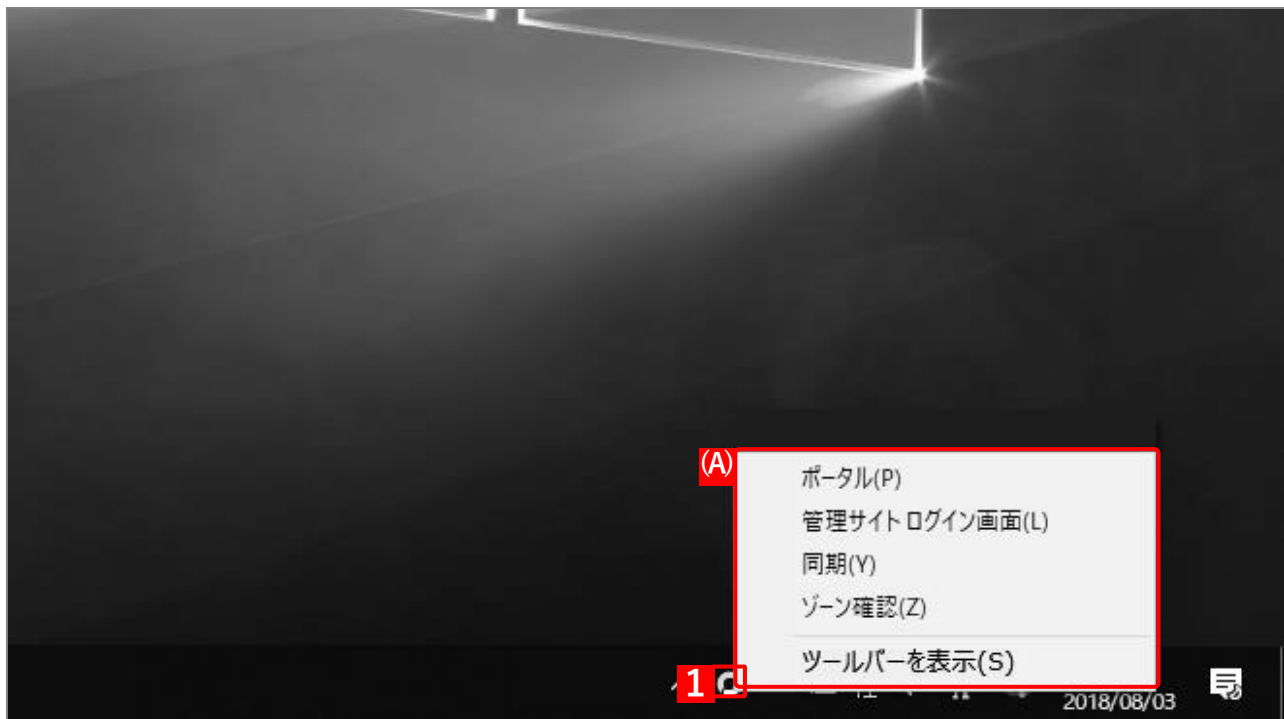 (A)
ポータル(P)
管理サイトログイン画面(L)
同期(Y)
ゾーン確認(Z)
ツールバーを表示(S)
1
2018/08/03